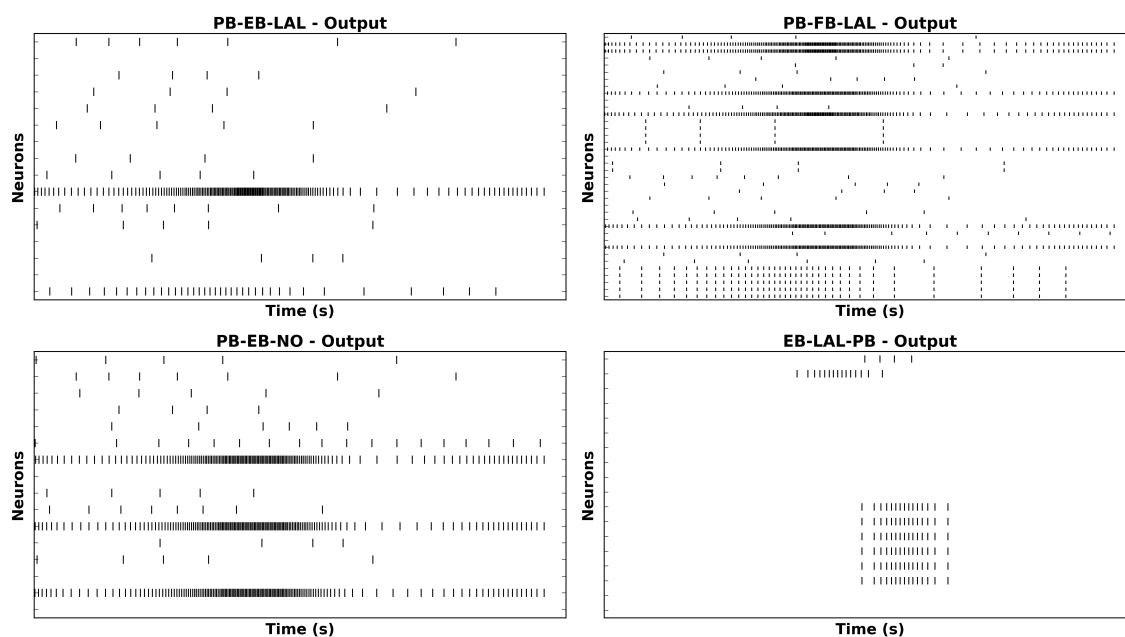 PB-EB-LAL - Output
Neurons
Time (s)
PB-FB-LAL - Output
Neurons
Time (s)
PB-EB-NO - Output
Neurons
Time (s)
EB-LAL-PB - Output
Neurons
Time (s)